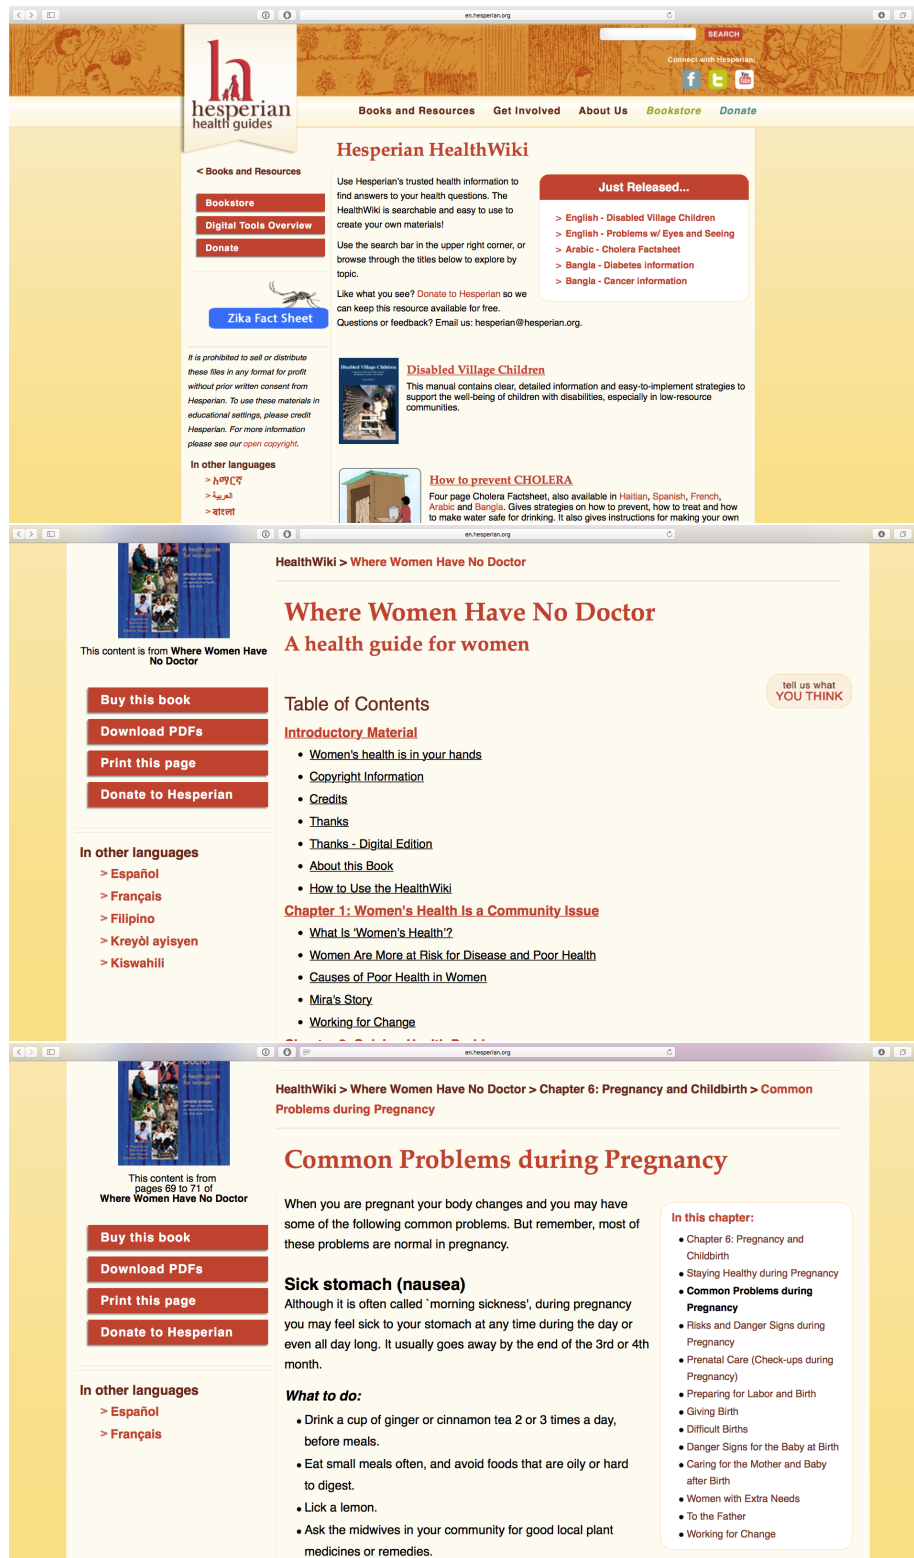 en.hesperian.org
SEARCH
Connect with Hesperian:
You
Tube
h
hesperian
health guides
Books and Resources Get Involved About Us Bookstore Donate
< Books and Resources
Bookstore
Digital Tools Overview
Donate
Zika Fact Sheet
It is prohibited to sell or distribute
these files in any format for profit
without prior written consent from
Hesperian. To use these materials in
educational settings, please credit
Hesperian. For more information
please see our open copyright.
In other languages
> አማርኛ
> العربية
> বাংলা
Hesperian HealthWiki
Use Hesperian's trusted health information to
find answers to your health questions. The
HealthWiki is searchable and easy to use to
create your own materials!
Use the search bar in the upper right corner, or
browse through the titles below to explore by
topic.
Like what you see? Donate to Hesperian so we
can keep this resource available for free.
Questions or feedback? Email us: hesperian@hesperian.org.
Just Released...
> English - Disabled Village Children
> English - Problems w/ Eyes and Seeing
> Arabic - Cholera Factsheet
> Bangla - Diabetes information
> Bangla - Cancer information
Disabled Village Children
Disabled Village Children
This manual contains clear, detailed information and easy-to-implement strategies to
support the well-being of children with disabilities, especially in low-resource
communities.
How to prevent CHOLERA
Four page Cholera Factsheet, also available in Haitian, Spanish, French,
Arabic and Bangla. Gives strategies on how to prevent, how to treat and how
to make water safe for drinking. It also gives instructions for making your own
en.hesperian.org
A health guide
for women
This content is from Where Women Have
No Doctor
Buy this book
Download PDFs
Print this page
Donate to Hesperian
In other languages
> Español
> Français
> Filipino
> Kreyòl ayisyen
> Kiswahili
HealthWiki > Where Women Have No Doctor
Where Women Have No Doctor
A health guide for women
tell us what
YOU THINK
Table of Contents
Introductory Material
• Women's health is in your hands
• Copyright Information
• Credits
• Thanks
• Thanks - Digital Edition
• About this Book
• How to Use the HealthWiki
Chapter 1: Women's Health Is a Community Issue
• What Is ‘Women’s Health’?
• Women Are More at Risk for Disease and Poor Health
• Causes of Poor Health in Women
• Mira's Story
• Working for Change
en.hesperian.org
Doctor
A health guide
for women
This content is from
pages 69 to 71 of
Where Women Have No Doctor
Buy this book
Download PDFs
Print this page
Donate to Hesperian
In other languages
> Español
> Français
HealthWiki > Where Women Have No Doctor > Chapter 6: Pregnancy and Childbirth > Common
Problems during Pregnancy
Common Problems during Pregnancy
When you are pregnant your body changes and you may have
some of the following common problems. But remember, most of
these problems are normal in pregnancy.
Sick stomach (nausea)
Although it is often called `morning sickness', during pregnancy
you may feel sick to your stomach at any time during the day or
even all day long. It usually goes away by the end of the 3rd or 4th
month.
What to do:
• Drink a cup of ginger or cinnamon tea 2 or 3 times a day,
before meals.
• Eat small meals often, and avoid foods that are oily or hard
to digest.
• Lick a lemon.
• Ask the midwives in your community for good local plant
medicines or remedies.
In this chapter:
• Chapter 6: Pregnancy and
Childbirth
• Staying Healthy during Pregnancy
• Common Problems during
Pregnancy
• Risks and Danger Signs during
Pregnancy
• Prenatal Care (Check-ups during
Pregnancy)
• Preparing for Labor and Birth
• Giving Birth
• Difficult Births
• Danger Signs for the Baby at Birth
• Caring for the Mother and Baby
after Birth
• Women with Extra Needs
• To the Father
• Working for Change